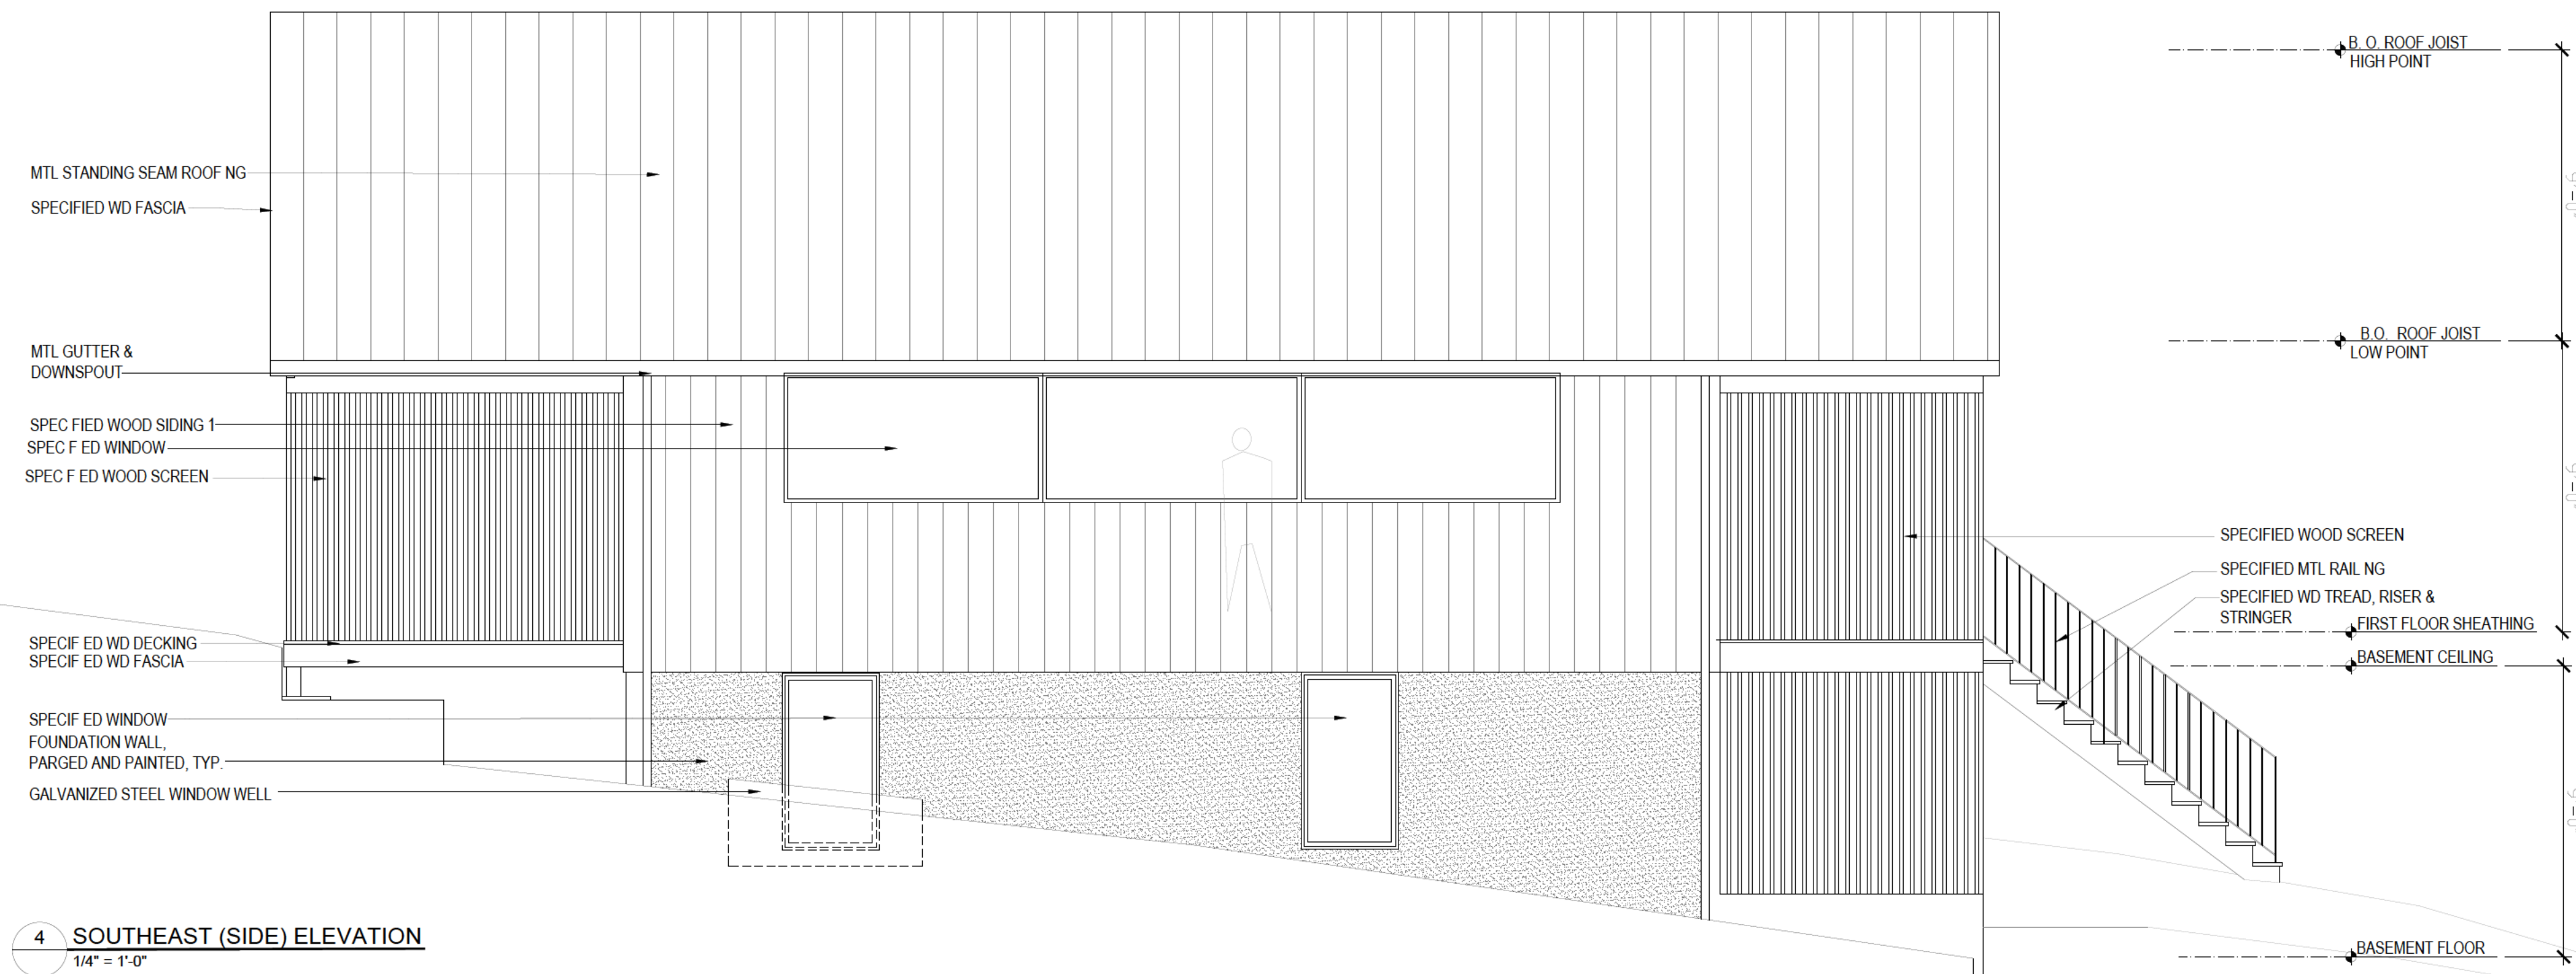 B. O. ROOF JOIST
HIGH POINT
MTL STANDING SEAM ROOF NG
SPECIFIED WD FASCIA
B.O. ROOF JOIST
LOW POINT
MTL GUTTER &
DOWNSPOUT
SPEC FIED WOOD SIDING 1
SPEC F ED WINDOW
SPEC F ED WOOD SCREEN
SPECIFIED WOOD SCREEN
SPECIFIED MTL RAIL NG
SPECIFIED WD TREAD, RISER &
STRINGER
FIRST FLOOR SHEATHING
SPECIF ED WD DECKING
SPECIF ED WD FASCIA
BASEMENT CEILING
SPECIF ED WINDOW
FOUNDATION WALL,
PARGED AND PAINTED, TYP.
GALVANIZED STEEL WINDOW WELL
4 SOUTHEAST (SIDE) ELEVATION
1/4" = 1'-0"
BASEMENT FLOOR